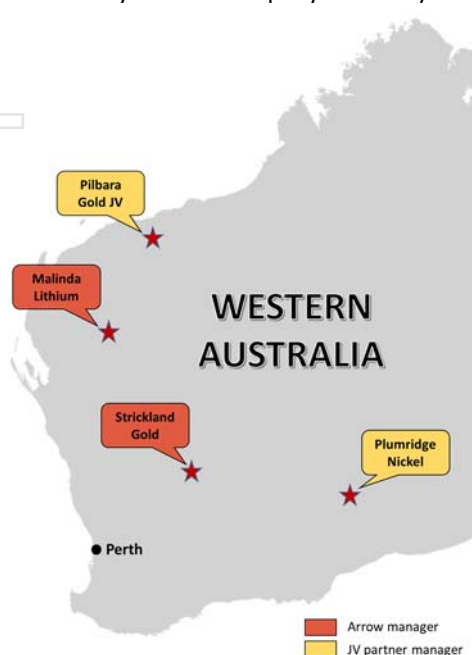 Pilbara
Gold JV
Malinda
Lithium
WESTERN
AUSTRALIA
Strickland
Gold
Plumridge
Nickel
Perth
Arrow manager
JV partner manager